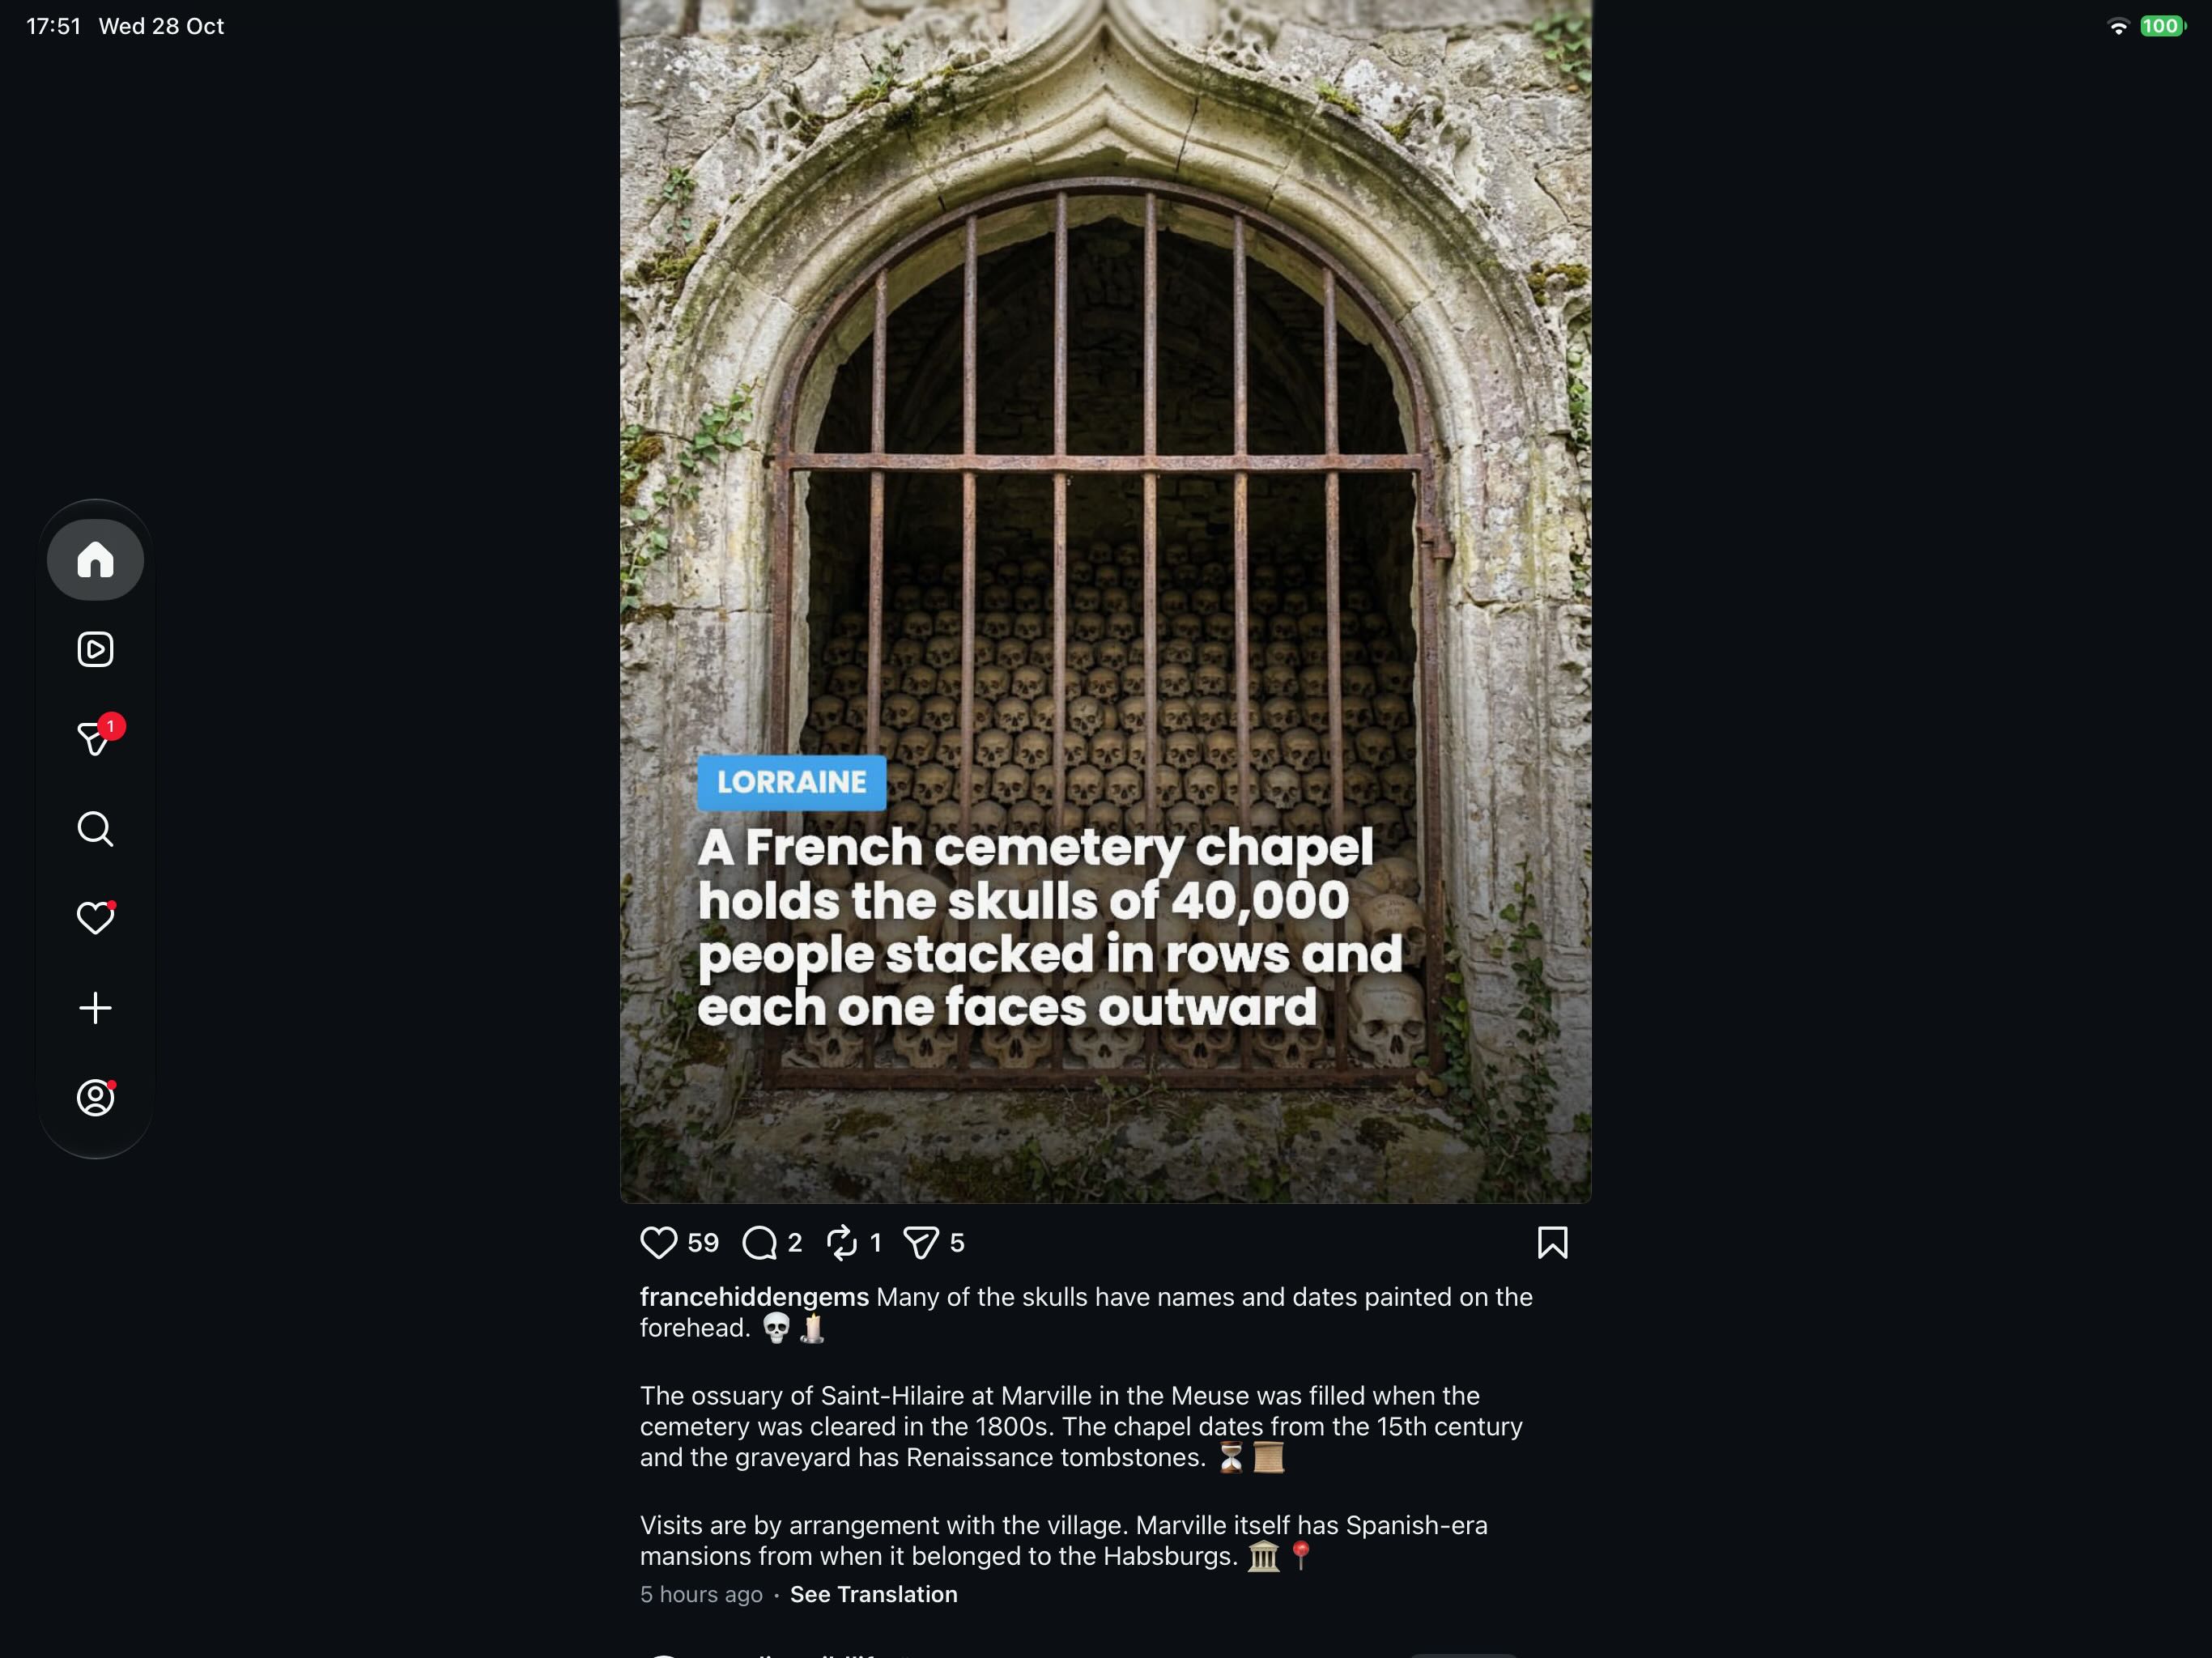 17:51 Wed 28 Oct
100
1
LORRAINE
A French cemetery chapel
holds the skulls of 40,000
people stacked in rows and
each one faces outward
59 2 1 5
francehiddengems Many of the skulls have names and dates painted on the
forehead. 💀🕯️
The ossuary of Saint-Hilaire at Marville in the Meuse was filled when the
cemetery was cleared in the 1800s. The chapel dates from the 15th century
and the graveyard has Renaissance tombstones. ⏳📜
Visits are by arrangement with the village. Marville itself has Spanish-era
mansions from when it belonged to the Habsburgs. 🏛️📍
5 hours ago · See Translation